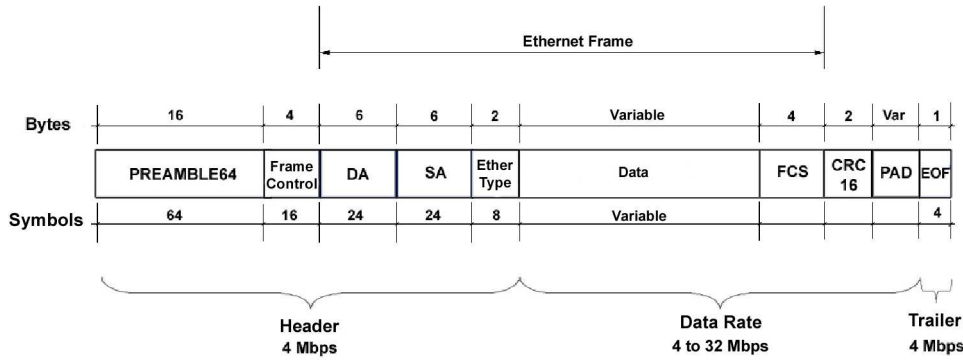 Ethernet Frame
Bytes 16 4 6 6 2 Variable 4 2 Var 1
PREAMBLE64 Frame Control DA SA Ether Type Data FCS CRC 16 PAD EOF
Symbols 64 16 24 24 8 Variable 4
Header Data Rate Trailer
4 Mbps 4 to 32 Mbps 4 Mbps